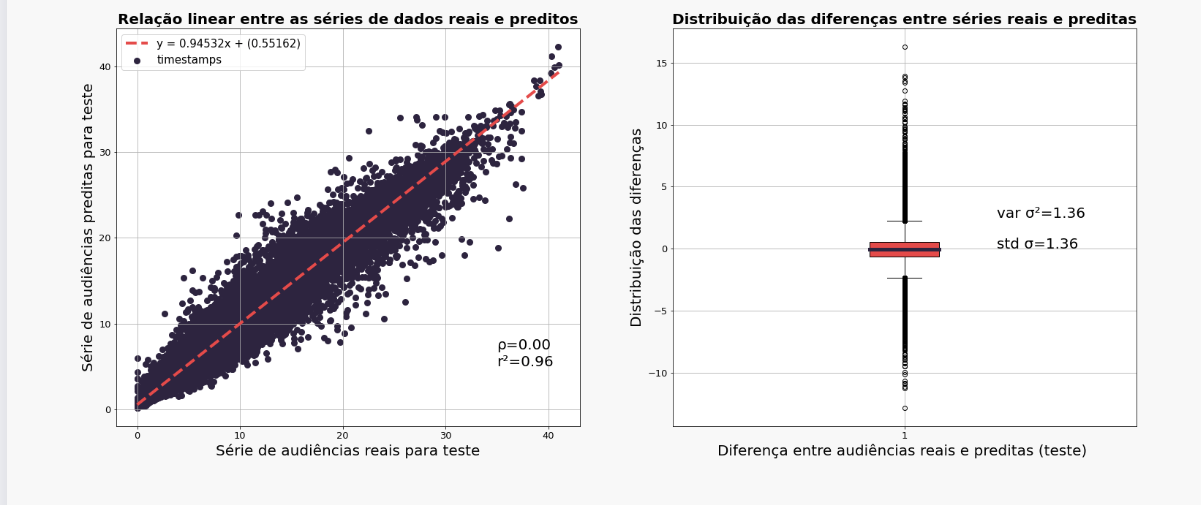 Relação linear entre as séries de dados reais e preditos
y = 0.94532x + (0.55162)
timestamps
Série de audiências preditas para teste
40
30
20
10
0
ρ=0.00
r²=0.96
0 10 20 30 40
Série de audiências reais para teste
Distribuição das diferenças entre séries reais e preditas
Distribuição das diferenças
15
10
5
0
−5
−10
var σ²=1.36
std σ=1.36
1
Diferença entre audiências reais e preditas (teste)